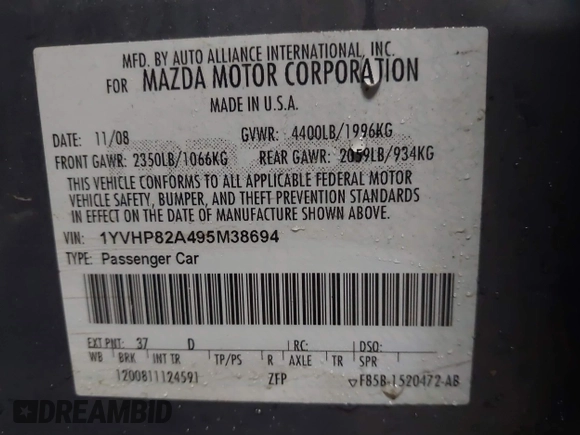 MFD. BY AUTO ALLIANCE INTERNATIONAL, INC.
FOR MAZDA MOTOR CORPORATION
MADE IN U.S.A.
DATE: 11/08 GVWR: 4400LB/1996KG
FRONT GAWR: 2350LB/1066KG REAR GAWR: 2059LB/934KG
THIS VEHICLE CONFORMS TO ALL APPLICABLE FEDERAL MOTOR
VEHICLE SAFETY, BUMPER, AND THEFT PREVENTION STANDARDS
IN EFFECT ON THE DATE OF MANUFACTURE SHOWN ABOVE.
VIN: 1YVHP82A495M38694
TYPE: Passenger Car
EXT PNT: 37 D RC: DSO:
WB BRK INT TR TP/PS R AXLE TR SPR
1200811124591 ZFP F85B-1520472-AB
DREAMBID